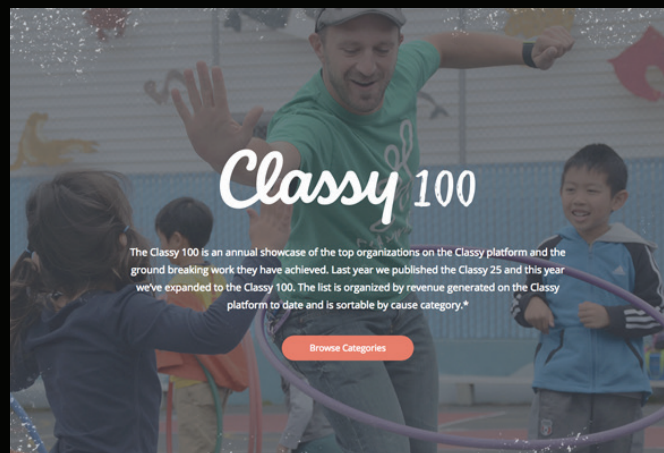 Classy 100
The Classy 100 is an annual showcase of the top organizations on the Classy platform and the
ground breaking work they have achieved. Last year we published the Classy 25 and this year
we've expanded to the Classy 100. The list is organized by revenue generated on the Classy
platform to date and is sortable by cause category.*
Browse Categories